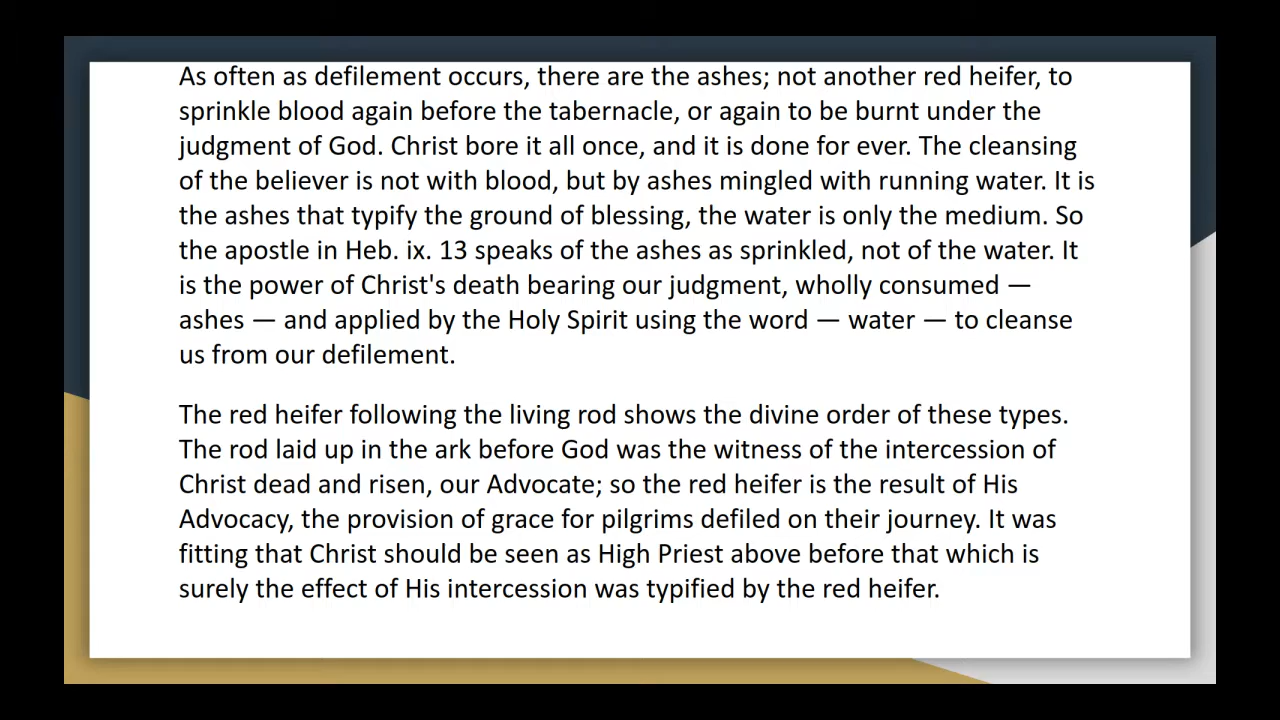 As often as defilement occurs, there are the ashes; not another red heifer, to
sprinkle blood again before the tabernacle, or again to be burnt under the
judgment of God. Christ bore it all once, and it is done for ever. The cleansing
of the believer is not with blood, but by ashes mingled with running water. It is
the ashes that typify the ground of blessing, the water is only the medium. So
the apostle in Heb. ix. 13 speaks of the ashes as sprinkled, not of the water. It
is the power of Christ's death bearing our judgment, wholly consumed —
ashes — and applied by the Holy Spirit using the word — water — to cleanse
us from our defilement.
The red heifer following the living rod shows the divine order of these types.
The rod laid up in the ark before God was the witness of the intercession of
Christ dead and risen, our Advocate; so the red heifer is the result of His
Advocacy, the provision of grace for pilgrims defiled on their journey. It was
fitting that Christ should be seen as High Priest above before that which is
surely the effect of His intercession was typified by the red heifer.